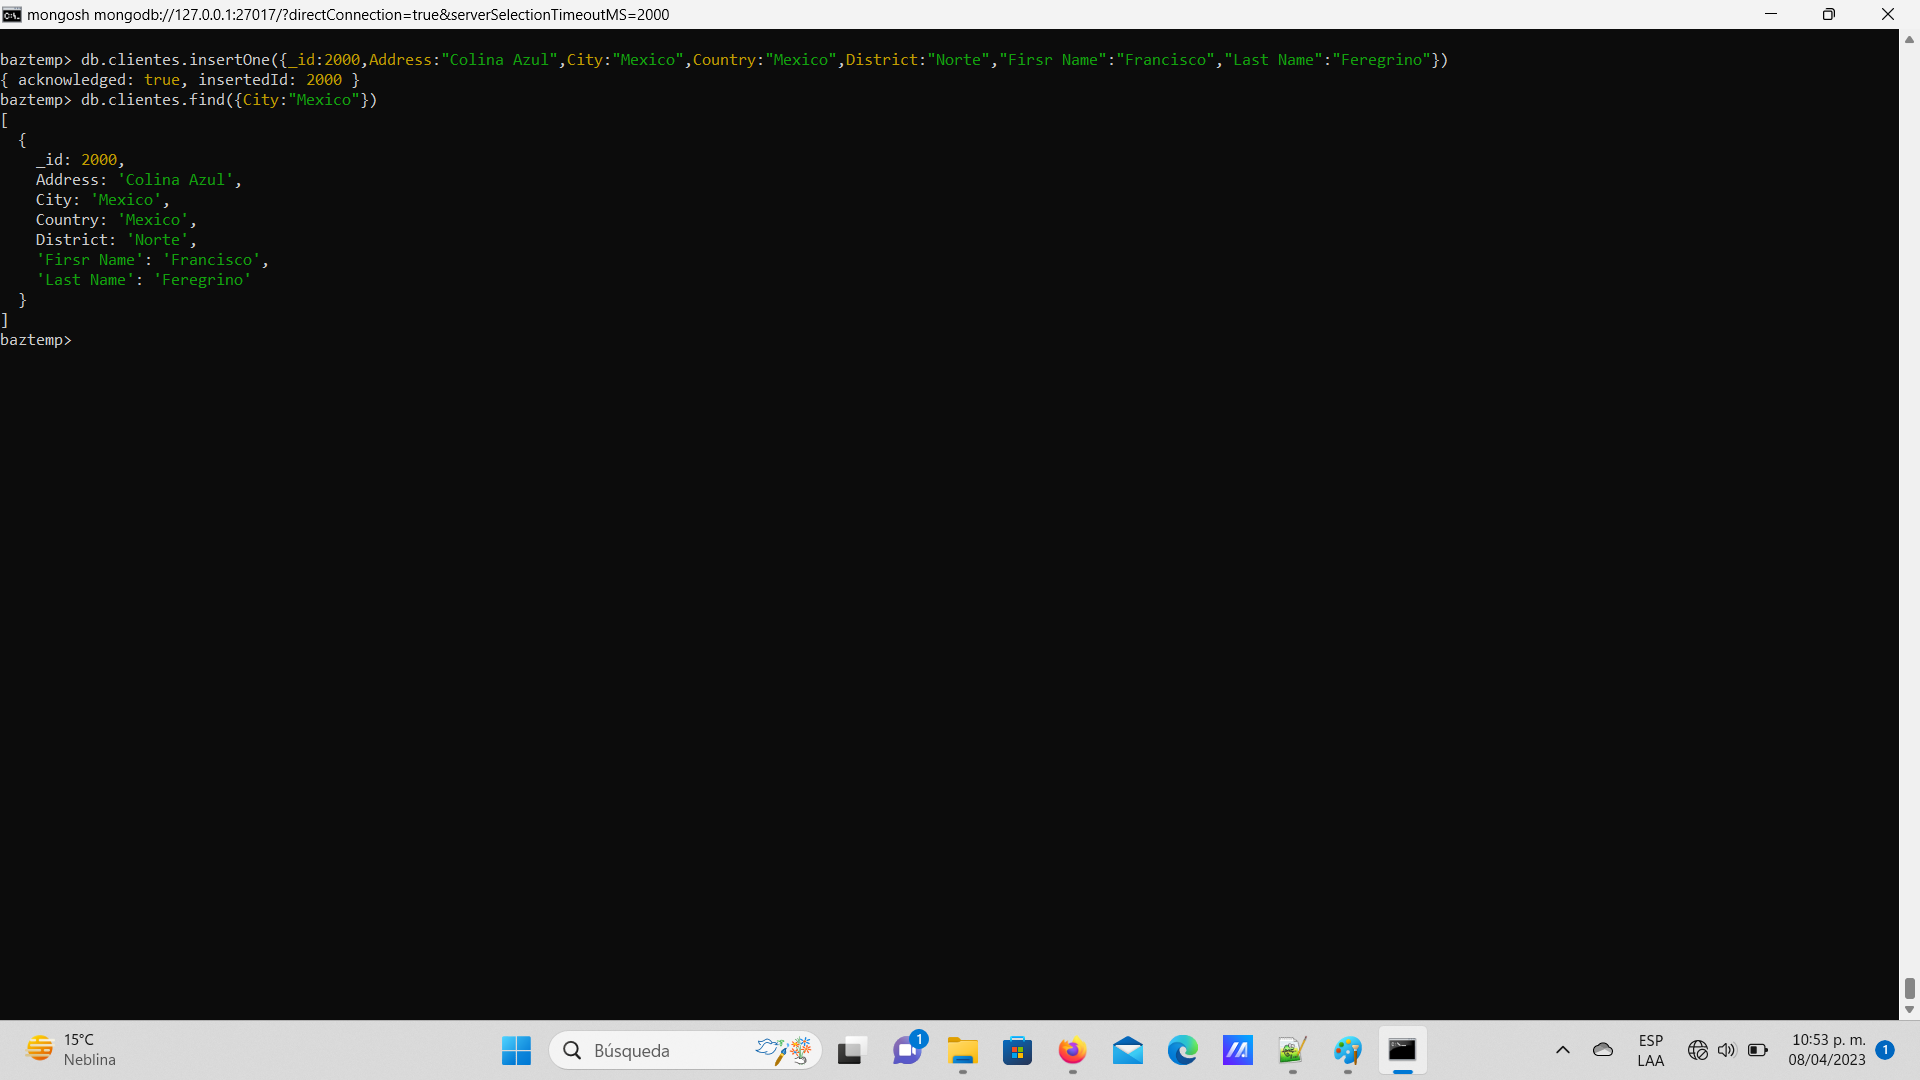 mongosh mongodb://127.0.0.1:27017/?directConnection=true&serverSelectionTimeoutMS=2000
baztemp> db.clientes.insertOne({_id:2000,Address:"Colina Azul",City:"Mexico",Country:"Mexico",District:"Norte","Firsr Name":"Francisco","Last Name":"Feregrino"})
{ acknowledged: true, insertedId: 2000 }
baztemp> db.clientes.find({City:"Mexico"})
[
  {
    _id: 2000,
    Address: 'Colina Azul',
    City: 'Mexico',
    Country: 'Mexico',
    District: 'Norte',
    'Firsr Name': 'Francisco',
    'Last Name': 'Feregrino'
  }
]
baztemp>
15°C
Neblina
Búsqueda
1
ESP
LAA
10:53 p. m.
08/04/2023
1